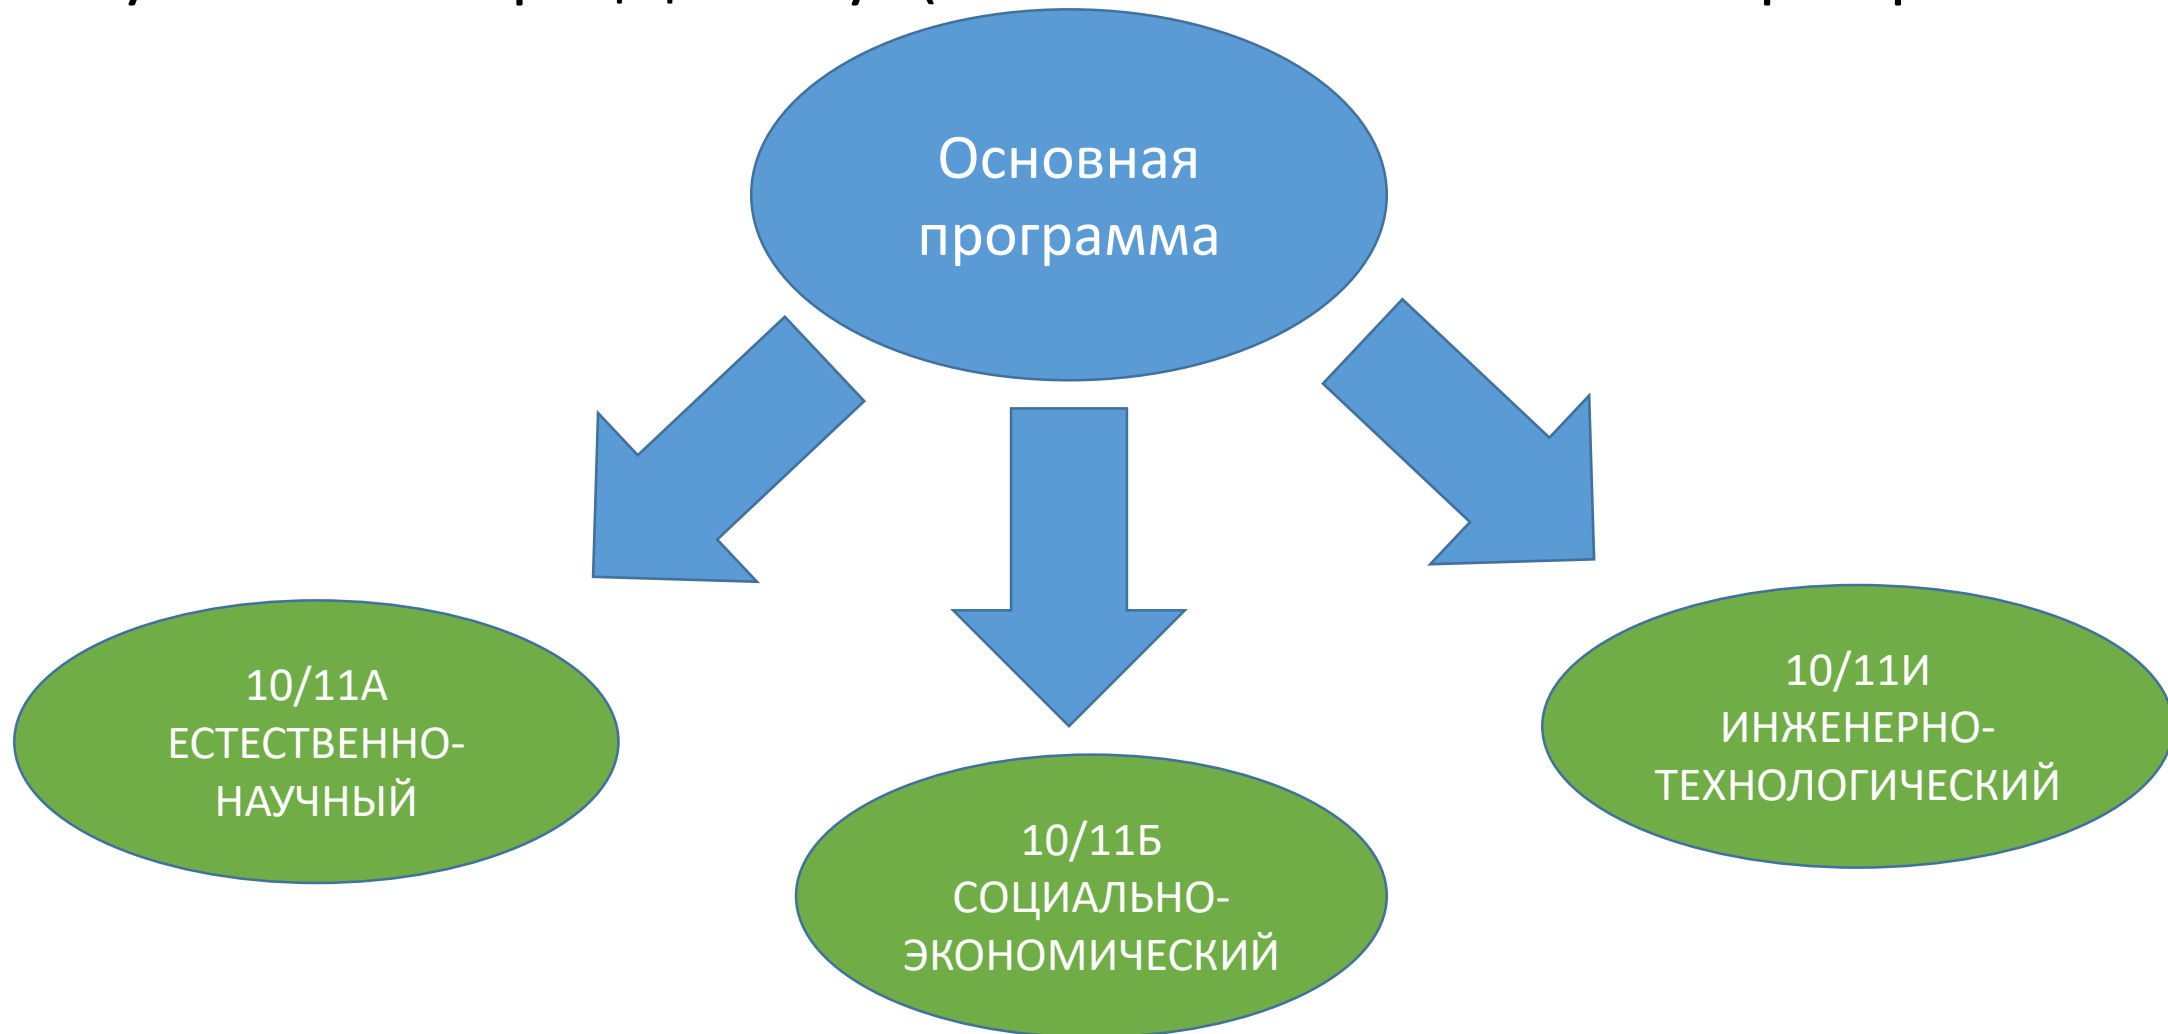 Основная
программа
10/11А
ЕСТЕСТВЕННО-
НАУЧНЫЙ
10/11Б
СОЦИАЛЬНО-
ЭКОНОМИЧЕСКИЙ
10/11И
ИНЖЕНЕРНО-
ТЕХНОЛОГИЧЕСКИЙ